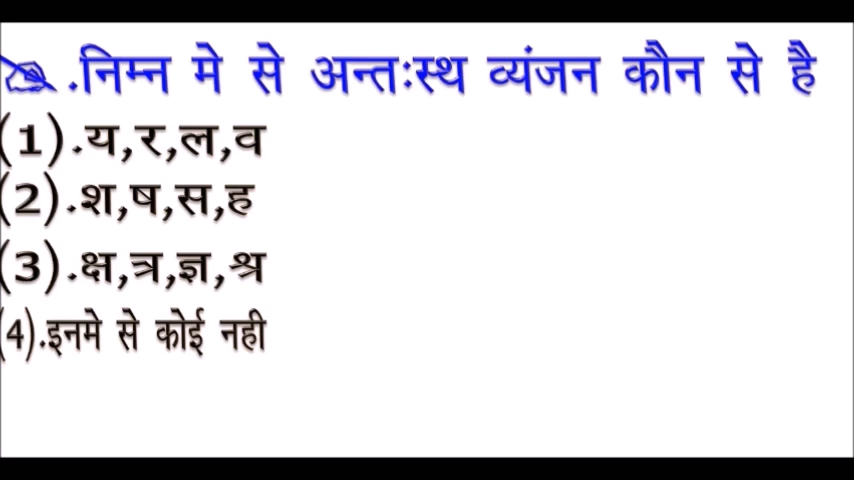 .निम्न मे से अन्तःस्थ व्यंजन कौन से है
(1).य,र,ल,व
(2).श,ष,स,ह
(3).क्ष,त्र,ज्ञ,श्र
(4).इनमे से कोई नही